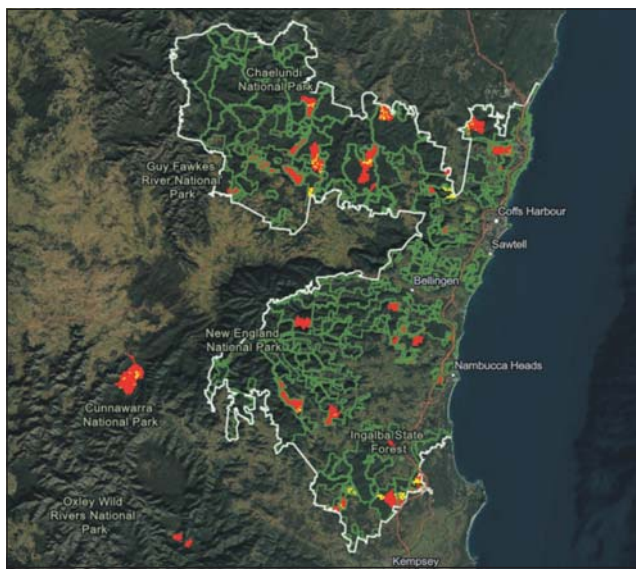 Chaelundi
National Park
Guy Fawkes
River National
Park
Coffs Harbour
Sawtell
Bellingen
New England
National Park
Nambucca Heads
Cunnawarra
National Park
Ingalba State
Forest
Oxley Wild
Rivers National
Park
Kempsey